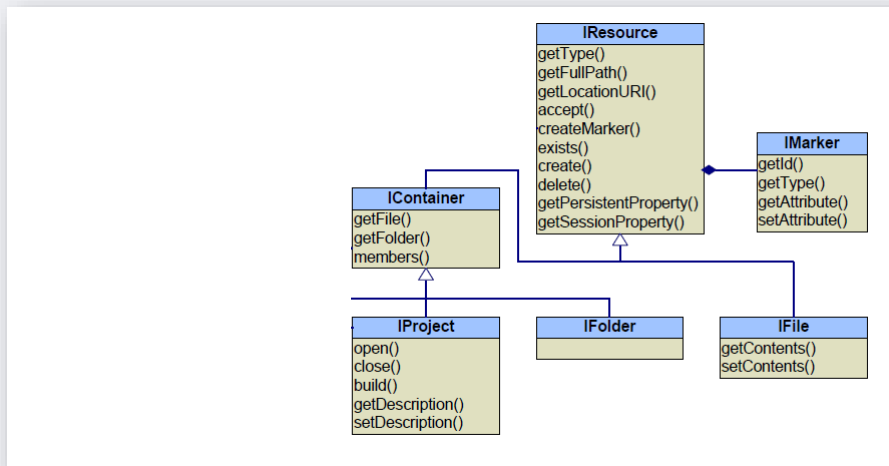 IResource
getType()
getFullPath()
getLocationURI()
accept()
createMarker()
exists()
create()
delete()
getPersistentProperty()
getSessionProperty()
IMarker
getId()
getType()
getAttribute()
setAttribute()
IContainer
getFile()
getFolder()
members()
IProject
open()
close()
build()
getDescription()
setDescription()
IFolder
IFile
getContents()
setContents()